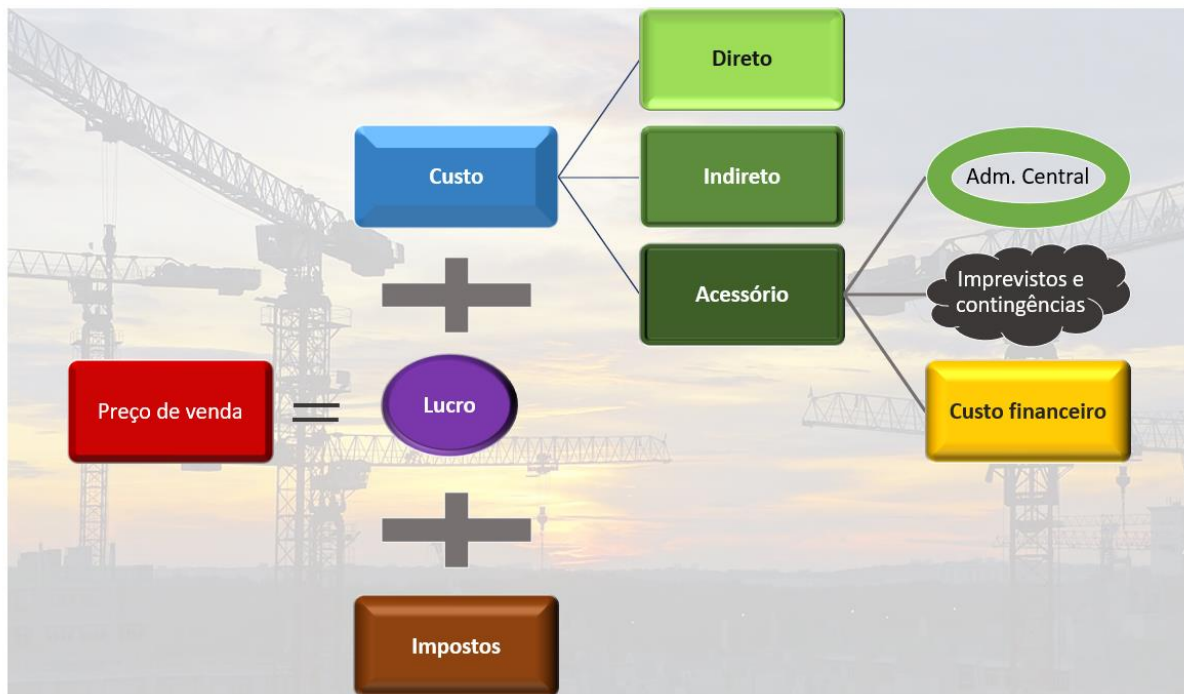 Direto
Custo
Indireto
Adm. Central
Acessório
Imprevistos e
contingências
Preço de venda
=
Lucro
Custo financeiro
Impostos